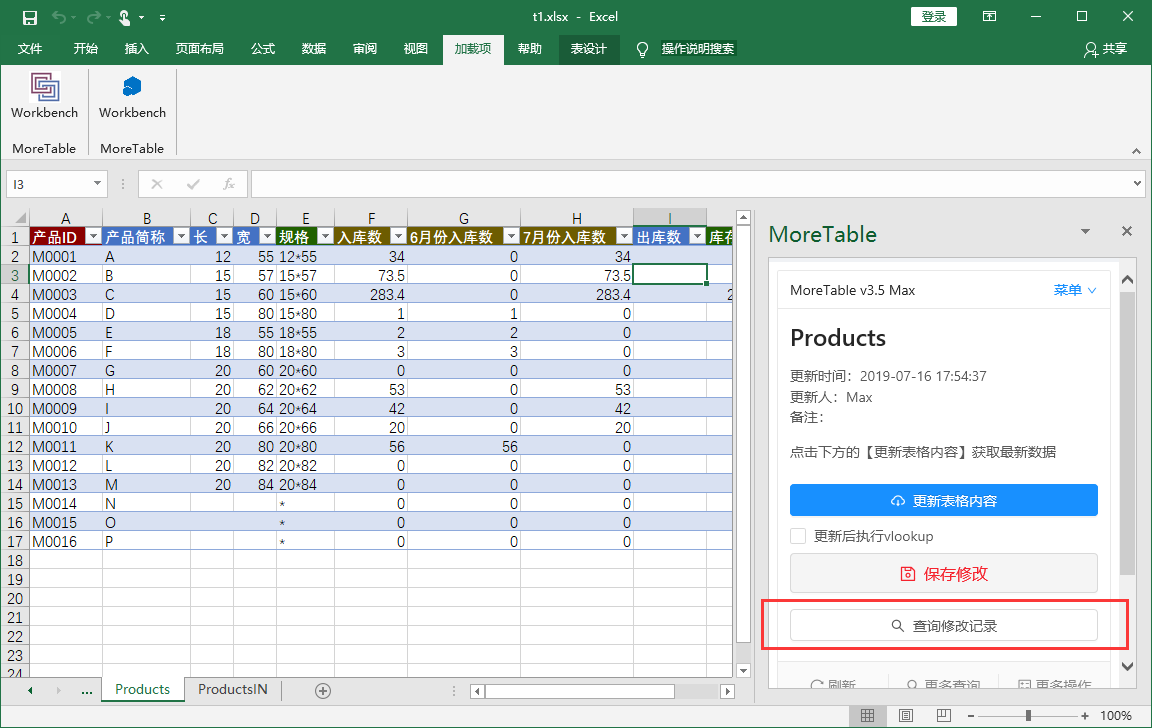 t1.xlsx - Excel
登录
文件 开始 插入 页面布局 公式 数据 审阅 视图 加载项 帮助 表设计 操作说明搜索 共享
Workbench Workbench
MoreTable MoreTable
I3 fx
A B C D E F G H I
1 产品ID 产品简称 长 宽 规格 入库数 6月份入库数 7月份入库数 出库数 库存
2 M0001 A 12 55 12*55 34 0 34
3 M0002 B 15 57 15*57 73.5 0 73.5
4 M0003 C 15 60 15*60 283.4 0 283.4 2
5 M0004 D 15 80 15*80 1 1 0
6 M0005 E 18 55 18*55 2 2 0
7 M0006 F 18 80 18*80 3 3 0
8 M0007 G 20 60 20*60 0 0 0
9 M0008 H 20 62 20*62 53 0 53
10 M0009 I 20 64 20*64 42 0 42
11 M0010 J 20 66 20*66 20 0 20
12 M0011 K 20 80 20*80 56 56 0
13 M0012 L 20 82 20*82 0 0 0
14 M0013 M 20 84 20*84 0 0 0
15 M0014 N * 0 0 0
16 M0015 O * 0 0 0
17 M0016 P * 0 0 0
18
19
20
21
22
23
24
... Products ProductsIN
MoreTable
MoreTable v3.5 Max 菜单
Products
更新时间：2019-07-16 17:54:37
更新人：Max
备注：
点击下方的【更新表格内容】获取最新数据
更新表格内容
更新后执行vlookup
保存修改
查询修改记录
刷新 更多查询 更多操作
100%